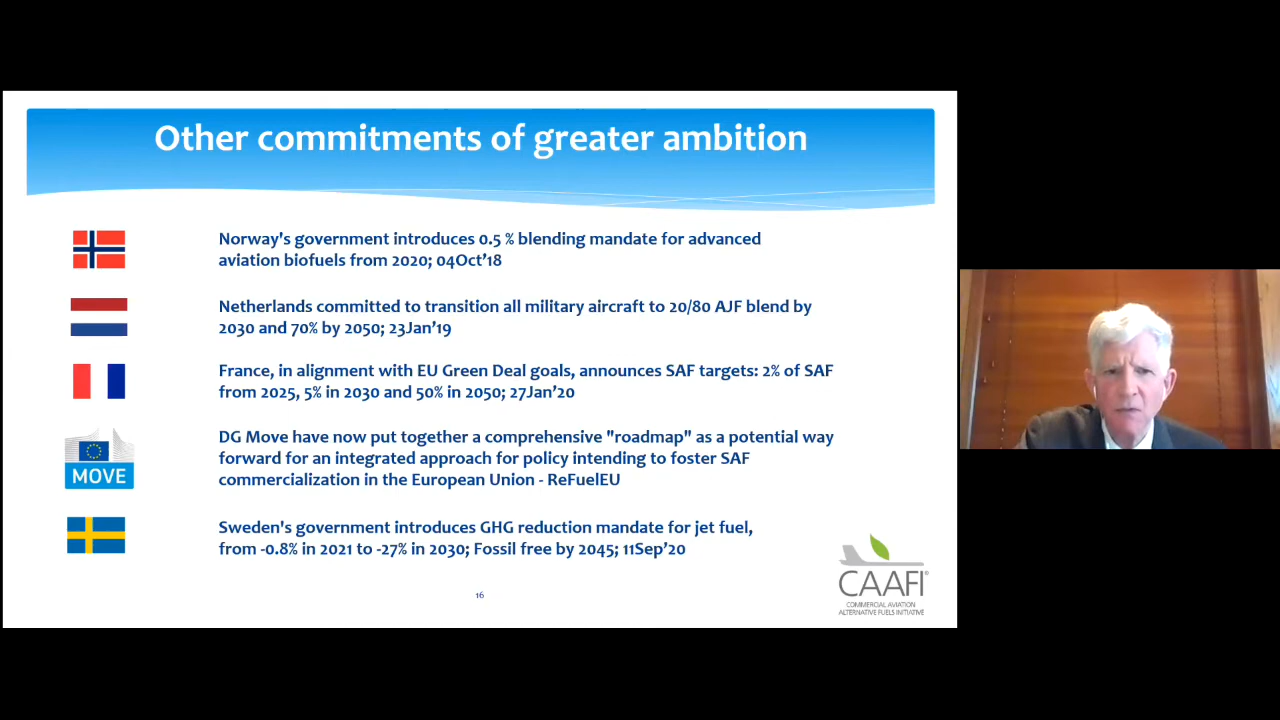 Other commitments of greater ambition
Norway's government introduces 0.5 % blending mandate for advanced
aviation biofuels from 2020; 04Oct'18
Netherlands committed to transition all military aircraft to 20/80 AJF blend by
2030 and 70% by 2050; 23Jan'19
France, in alignment with EU Green Deal goals, announces SAF targets: 2% of SAF
from 2025, 5% in 2030 and 50% in 2050; 27Jan'20
MOVE
DG Move have now put together a comprehensive "roadmap" as a potential way
forward for an integrated approach for policy intending to foster SAF
commercialization in the European Union - ReFuelEU
Sweden's government introduces GHG reduction mandate for jet fuel,
from -0.8% in 2021 to -27% in 2030; Fossil free by 2045; 11Sep'20
16
CAAFI®
COMMERCIAL AVIATION
ALTERNATIVE FUELS INITIATIVE